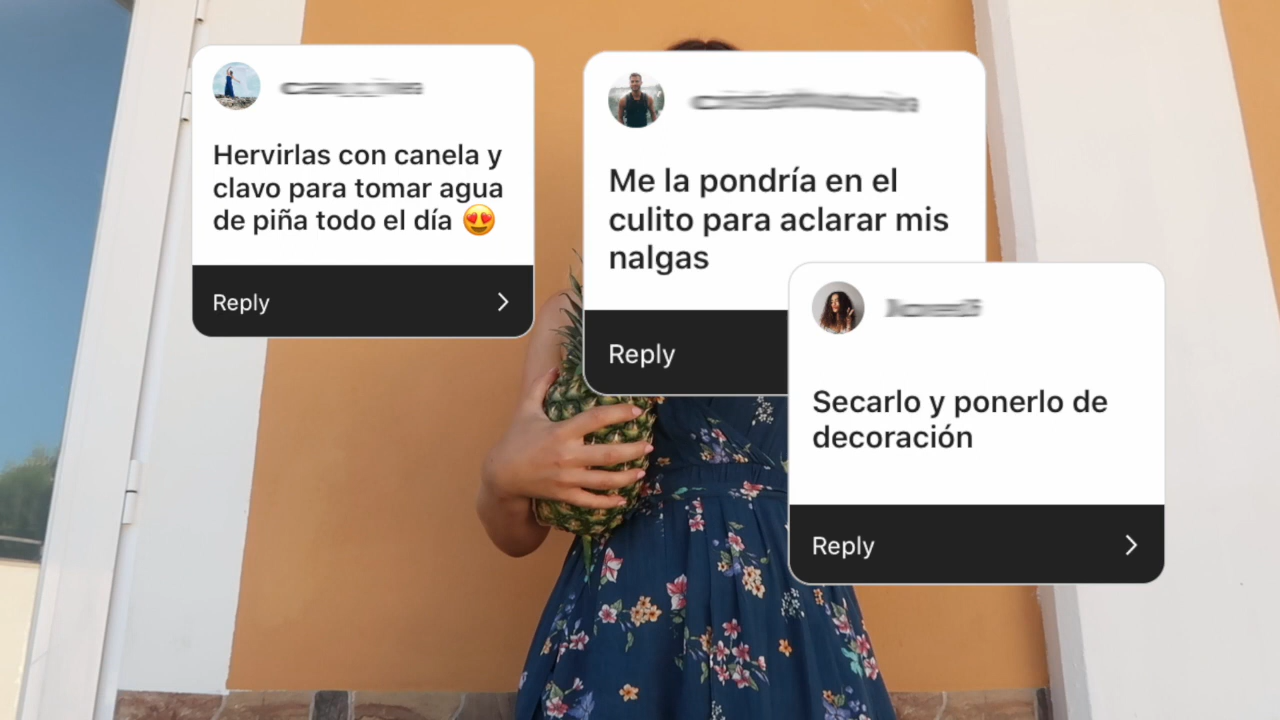 Hervirlas con canela y
clavo para tomar agua
de piña todo el día 😍
Reply
Me la pondría en el
culito para aclarar mis
nalgas
Reply
Secarlo y ponerlo de
decoración
Reply